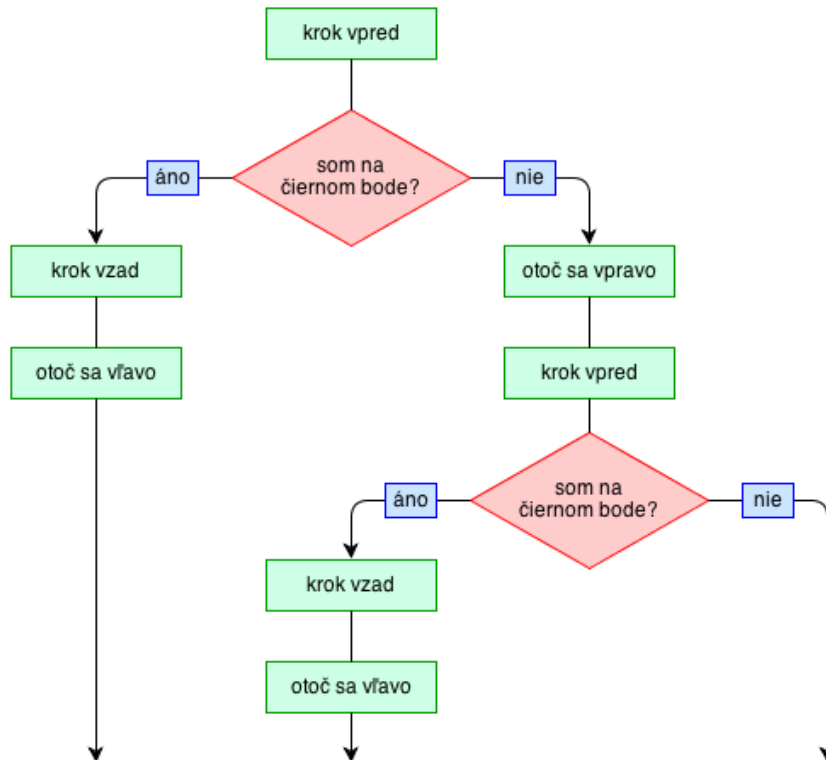 krok vpred
som na
čiernom bode?
áno
nie
krok vzad
otoč sa vpravo
otoč sa vľavo
krok vpred
som na
čiernom bode?
áno
nie
krok vzad
otoč sa vľavo